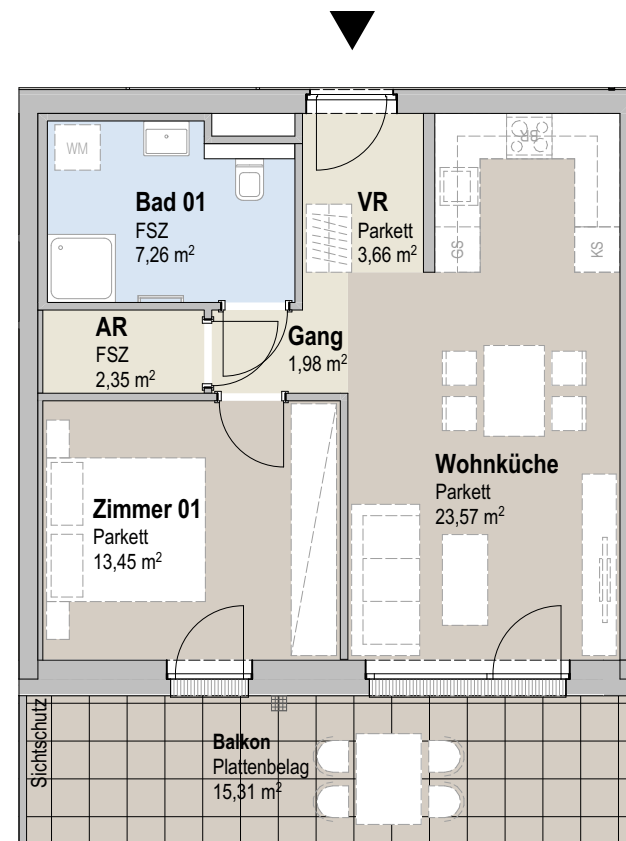 WM
Bad 01
FSZ
7,26 m²
VR
Parkett
3,66 m²
BR
GS
KS
AR
FSZ
2,35 m²
Gang
1,98 m²
Wohnküche
Parkett
23,57 m²
Zimmer 01
Parkett
13,45 m²
Sichtschutz
Balkon
Plattenbelag
15,31 m²